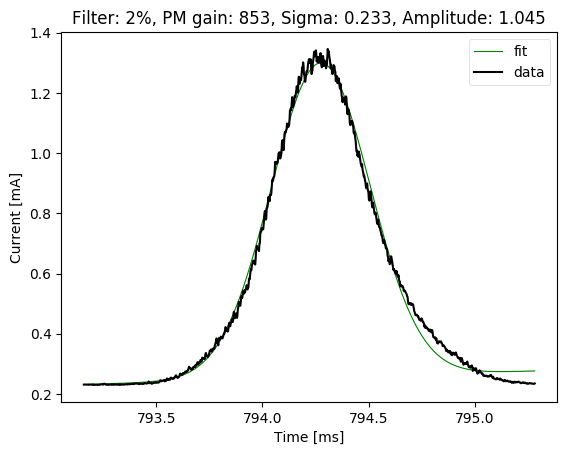 Filter: 2%, PM gain: 853, Sigma: 0.233, Amplitude: 1.045
fit
data
1.4
1.2
1.0
0.8
0.6
0.4
0.2
Current [mA]
793.5
794.0
794.5
795.0
Time [ms]